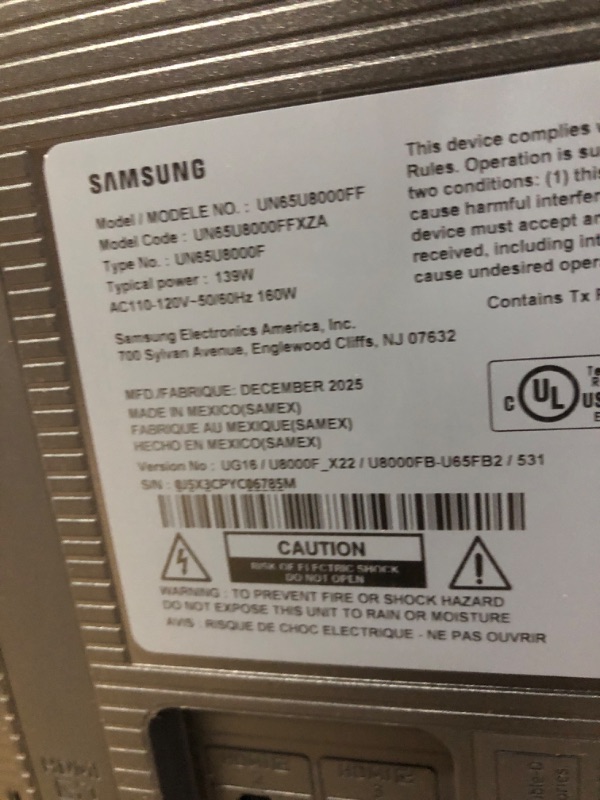 SAMSUNG
Model / MODELE NO. : UN65U8000FF
Model Code : UN65U8000FFXZA
Type No. : UN65U8000F
Typical power : 139W
AC110-120V~50/60Hz 160W
Samsung Electronics America, Inc.
700 Sylvan Avenue, Englewood Cliffs, NJ 07632
MFD./FABRIQUE: DECEMBER 2025
MADE IN MEXICO(SAMEX)
FABRIQUE AU MEXIQUE(SAMEX)
HECHO EN MEXICO(SAMEX)
Version No : UG16 / U8000F_X22 / U8000FB-U65FB2 / 531
S/N :
CAUTION
RISK OF ELECTRIC SHOCK
DO NOT OPEN
WARNING : TO PREVENT FIRE OR SHOCK HAZARD
DO NOT EXPOSE THIS UNIT TO RAIN OR MOISTURE
AVIS : RISQUE DE CHOC ELECTRIQUE - NE PAS OUVRIR
This device complies
Rules. Operation is su
two conditions: (1) this
cause harmful interfer
device must accept an
received, including int
cause undesired oper
Contains Tx F
C UL US